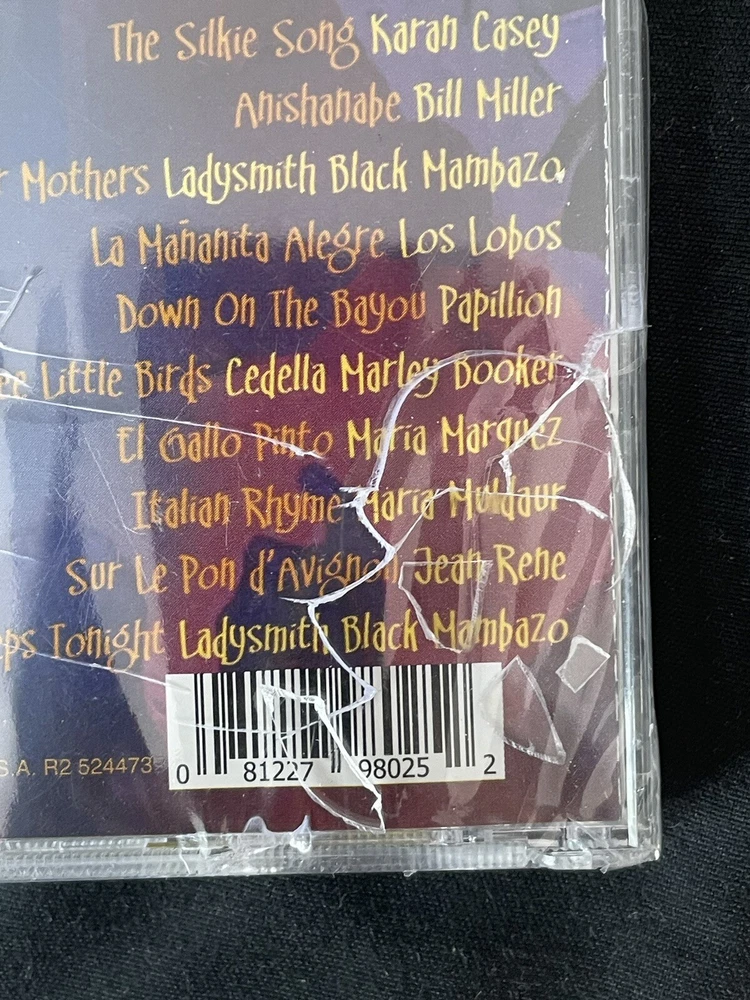 The Silkie Song Karan Casey
Anishanabe Bill Miller
r Mothers Ladysmith Black Mambazo
La Mañanita Alegre Los Lobos
Down On The Bayou Papillion
ee Little Birds Cedella Marley Booker
El Gallo Pinto Maria Marquez
Italian Rhyme Maria Muldaur
Sur Le Pon d'Avignon Jean Rene
ps Tonight Ladysmith Black Mambazo
S.A. R2 524473
0 81227 98025 2